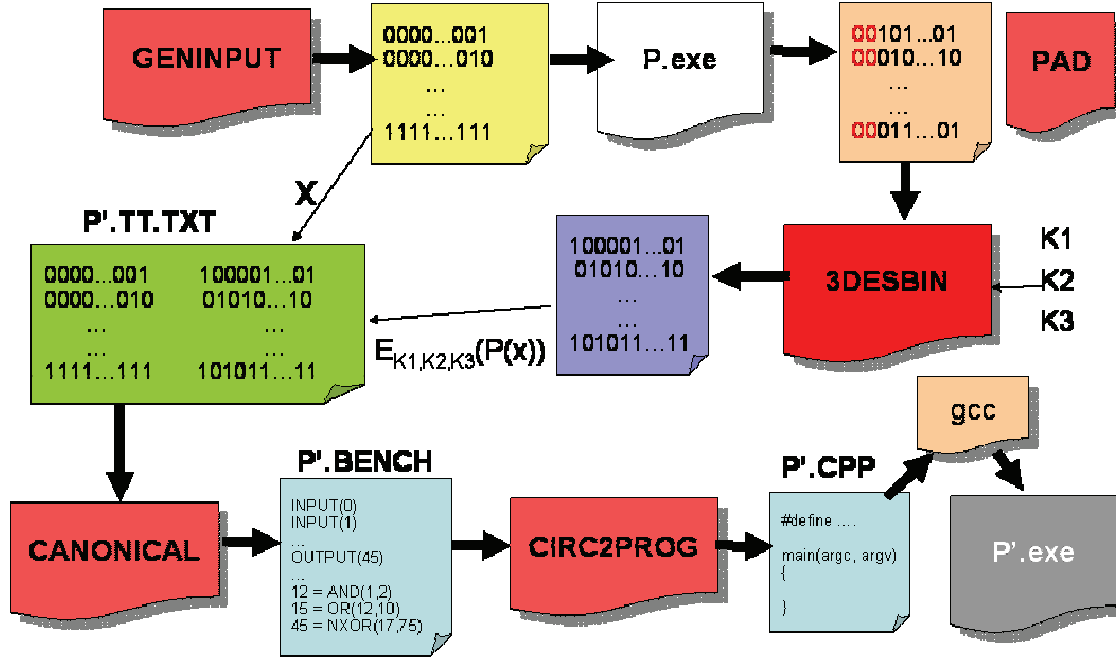 GENINPUT
0000...001
0000...010
...
...
1111...111
P.exe
00101...01
00010...10
...
...
00011...01
PAD
X
P'.TT.TXT
0000...001 100001...01
0000...010 01010...10
... ...
... ...
1111...111 101011...11
E K1,K2,K3(P(x))
100001...01
01010...10
...
...
101011...11
3DESBIN
K1
K2
K3
CANONICAL
P'.BENCH
INPUT(0)
INPUT(1)
...
OUTPUT(45)
...
12 = AND(1,2)
15 = OR(12,10)
45 = NXOR(17,75)
CIRC2PROG
P'.CPP
#define ....
main(argc, argv)
{
}
gcc
P'.exe